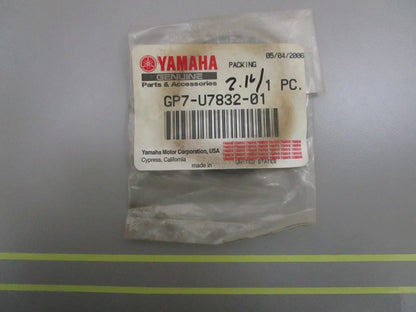 YAMAHA
GENUINE
Parts & Accessories
PACKING
05/04/2006
2.16/1 PC.
GP7-U7832-01
Yamaha Motor Corporation, USA
Cypress, California
made in UNITED STATES